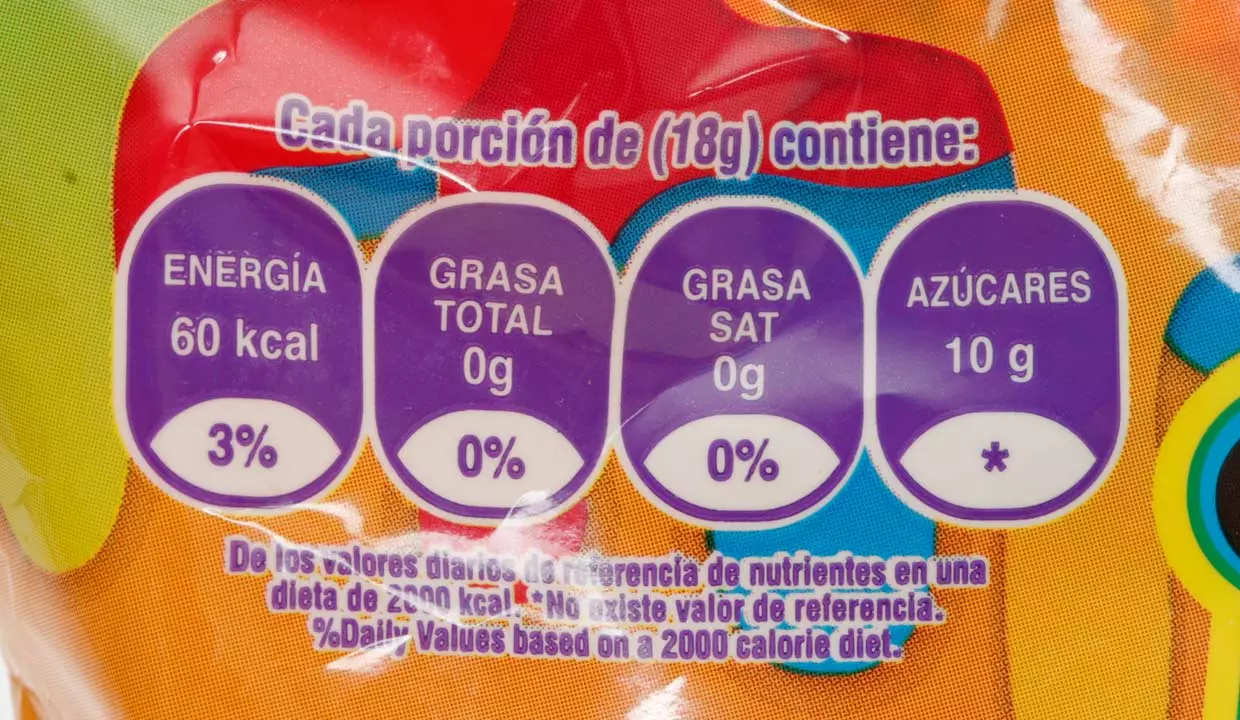 Cada porción de (18g) contiene:
ENERGÍA
60 kcal
3%
GRASA
TOTAL
0g
0%
GRASA
SAT
0g
0%
AZÚCARES
10 g
*
De los valores diarios de referencia de nutrientes en una
dieta de 2000 kcal. *No existe valor de referencia.
%Daily Values based on a 2000 calorie diet.